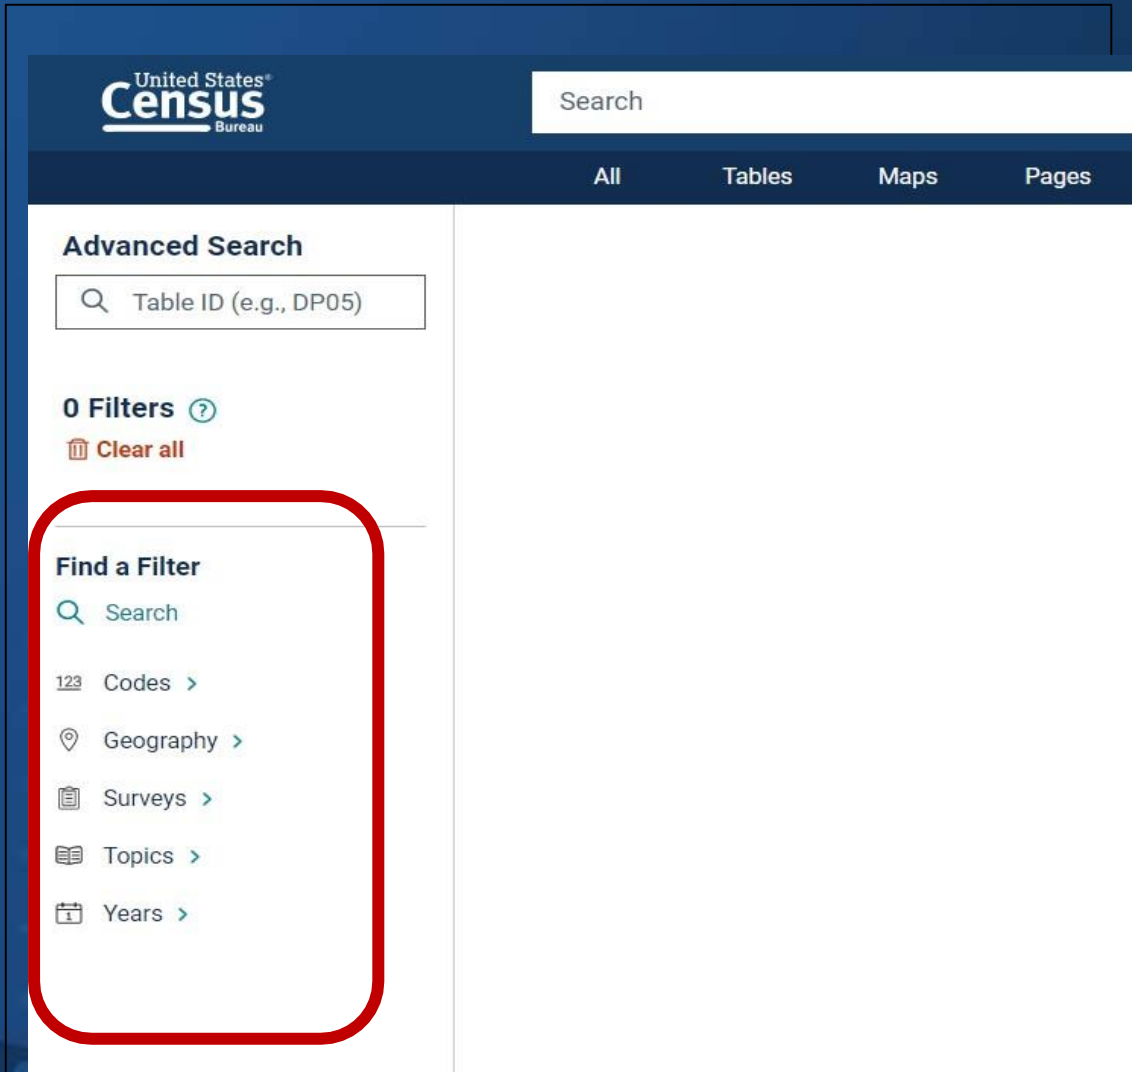 United States®
Census
Bureau
Search
All Tables Maps Pages
Advanced Search
Table ID (e.g., DP05)
0 Filters ?
Clear all
Find a Filter
Search
123 Codes >
Geography >
Surveys >
Topics >
1 Years >